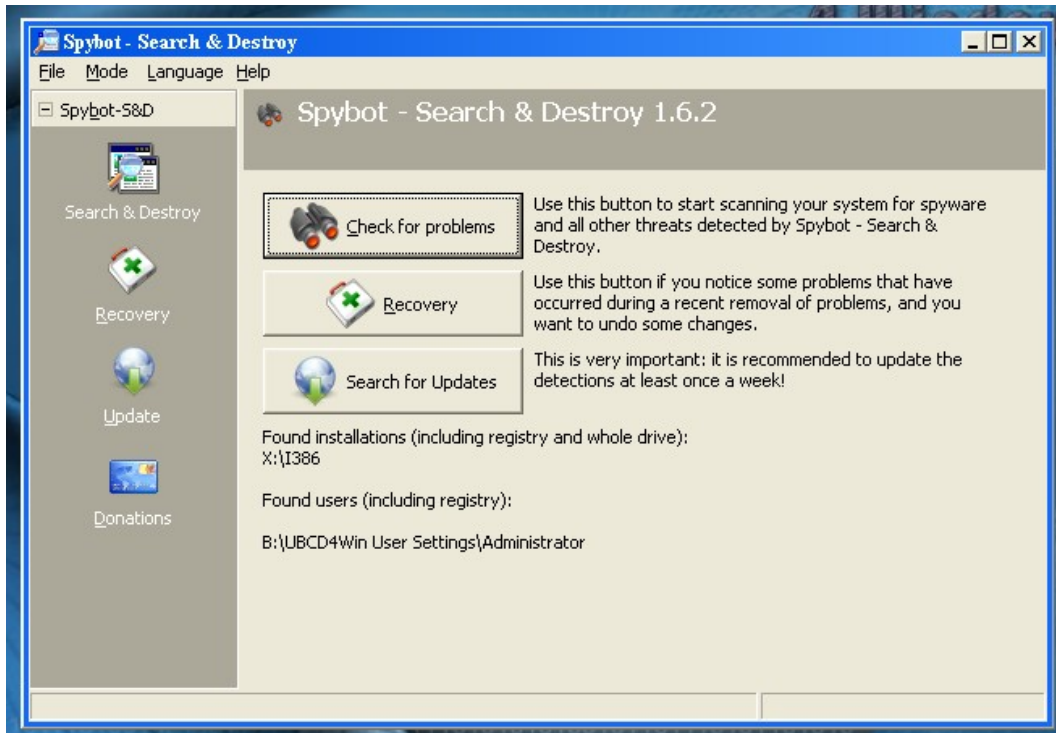 4 Windo
Spybot - Search & Destroy
File Mode Language Help
Spybot-S&D
Spybot - Search & Destroy 1.6.2
Search & Destroy
Recovery
Update
Donations
Check for problems
Use this button to start scanning your system for spyware
and all other threats detected by Spybot - Search &
Destroy.
Recovery
Use this button if you notice some problems that have
occurred during a recent removal of problems, and you
want to undo some changes.
Search for Updates
This is very important: it is recommended to update the
detections at least once a week!
Found installations (including registry and whole drive):
X:\I386
Found users (including registry):
B:\UBCD4Win User Settings\Administrator